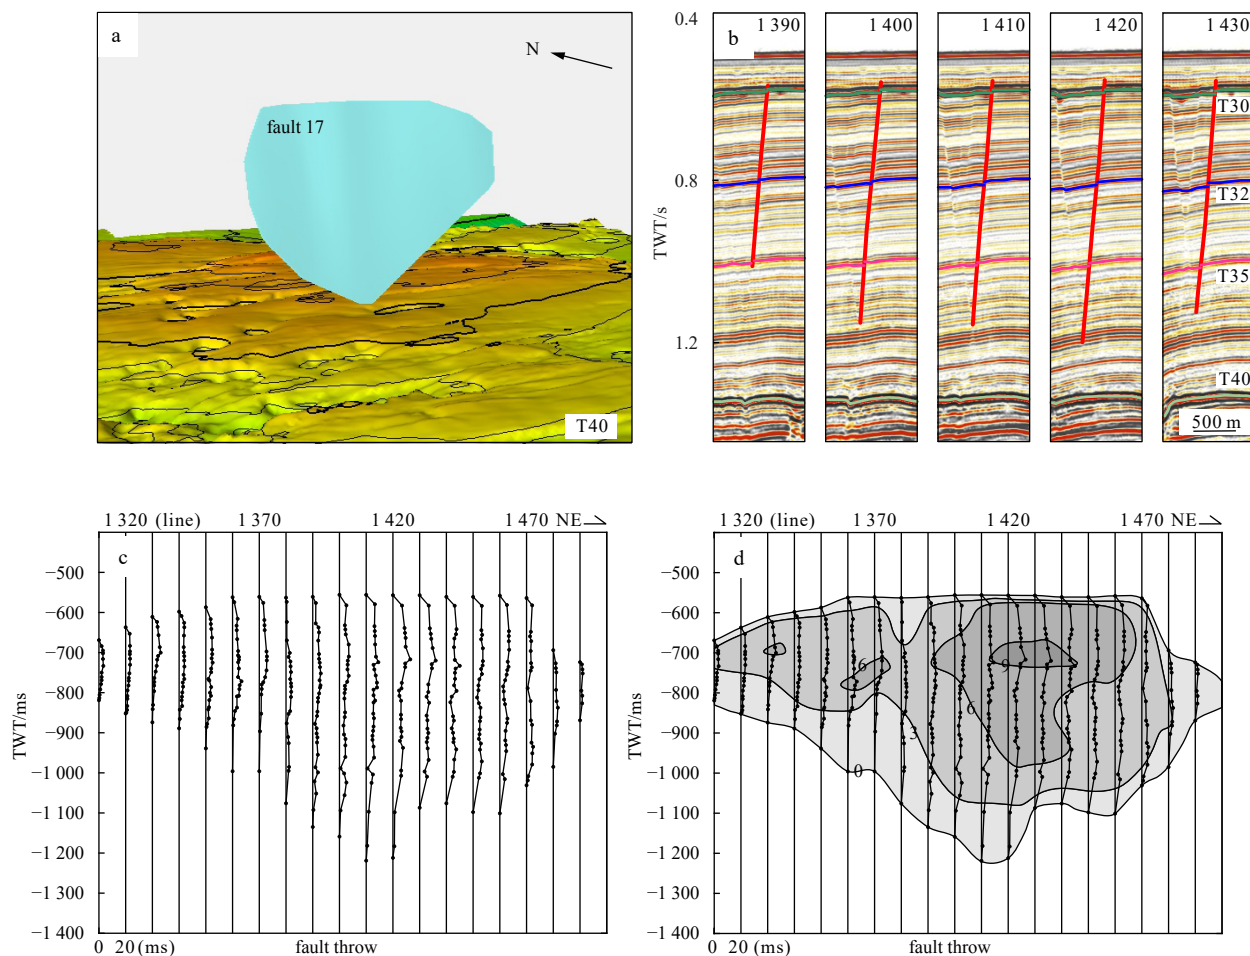 a
N
fault 17
T40
b
1 390
1 400
1 410
1 420
1 430
0.4
0.8
1.2
TWT/s
T30
T32
T35
T40
500 m
1 320 (line)
1 370
1 420
1 470 NE
c
−500
−600
−700
−800
−900
−1 000
−1 100
−1 200
−1 300
−1 400
TWT/ms
0 20 (ms)
fault throw
1 320 (line)
1 370
1 420
1 470 NE
d
−500
−600
−700
−800
−900
−1 000
−1 100
−1 200
−1 300
−1 400
TWT/ms
6
9
6
3
0
0 20 (ms)
fault throw